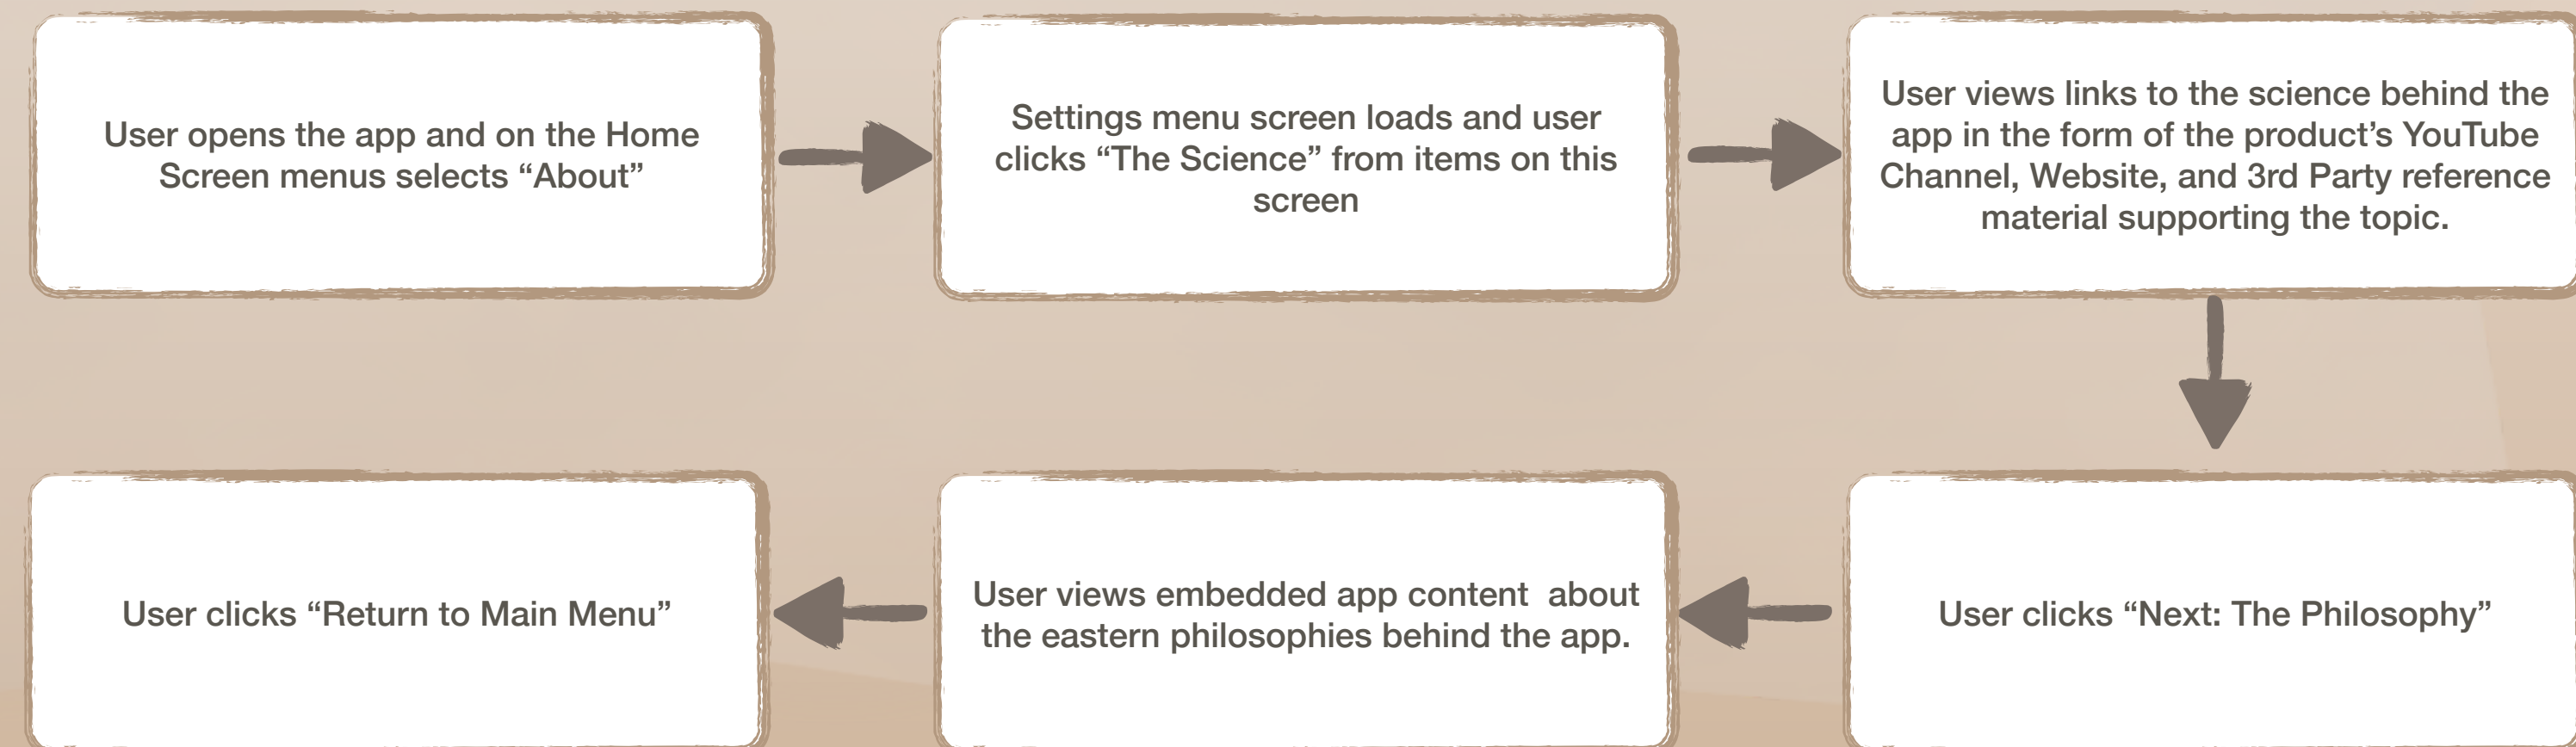 User opens the app and on the Home
Screen menus selects “About”
Settings menu screen loads and user
clicks “The Science” from items on this
screen
User views links to the science behind the
app in the form of the product’s YouTube
Channel, Website, and 3rd Party reference
material supporting the topic.
User clicks “Next: The Philosophy”
User views embedded app content  about
the eastern philosophies behind the app.
User clicks “Return to Main Menu”